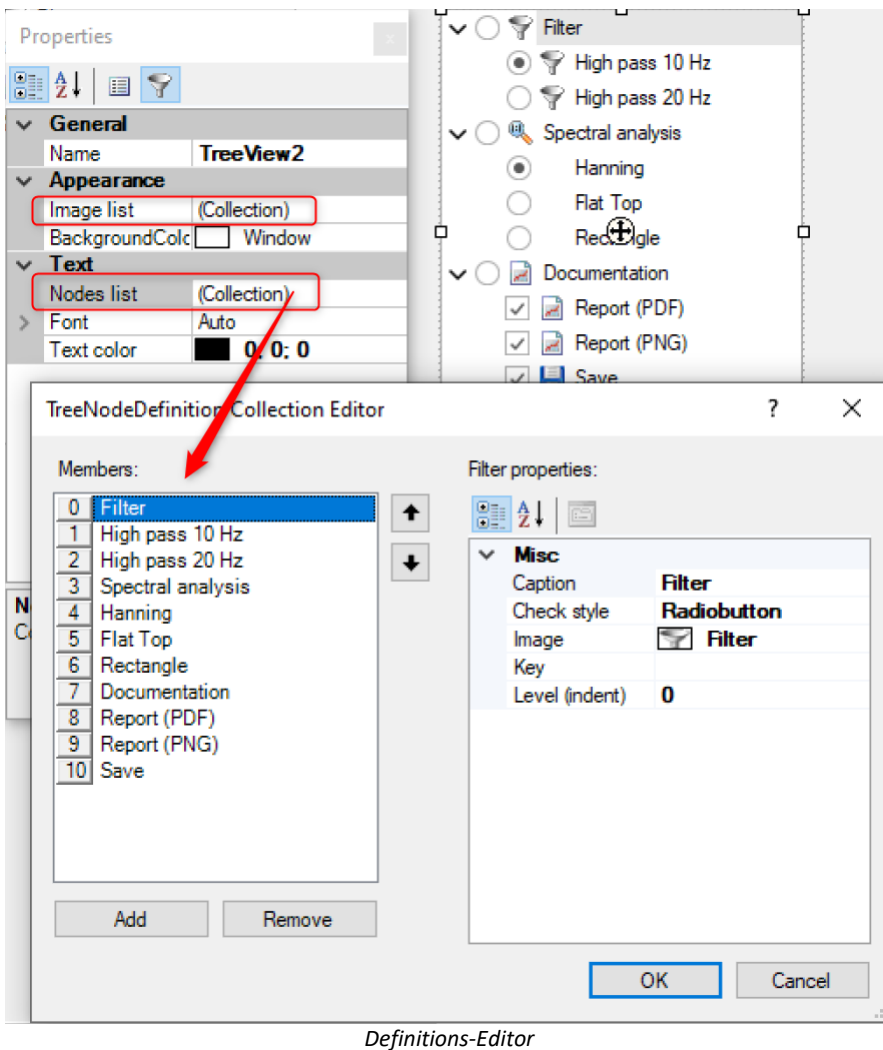 Properties
x
General
Name TreeView2
Appearance
Image list (Collection)
BackgroundColc Window
Text
Nodes list (Collection)
Font Auto
Text color 0; 0; 0
Filter
High pass 10 Hz
High pass 20 Hz
Spectral analysis
Hanning
Flat Top
Rectangle
Documentation
Report (PDF)
Report (PNG)
Save
TreeNodeDefinition Collection Editor ? ×
Members:
0 Filter
1 High pass 10 Hz
2 High pass 20 Hz
3 Spectral analysis
4 Hanning
5 Flat Top
6 Rectangle
7 Documentation
8 Report (PDF)
9 Report (PNG)
10 Save
Add Remove
Filter properties:
Misc
Caption Filter
Check style Radiobutton
Image Filter
Key
Level (indent) 0
OK Cancel
Definitions-Editor